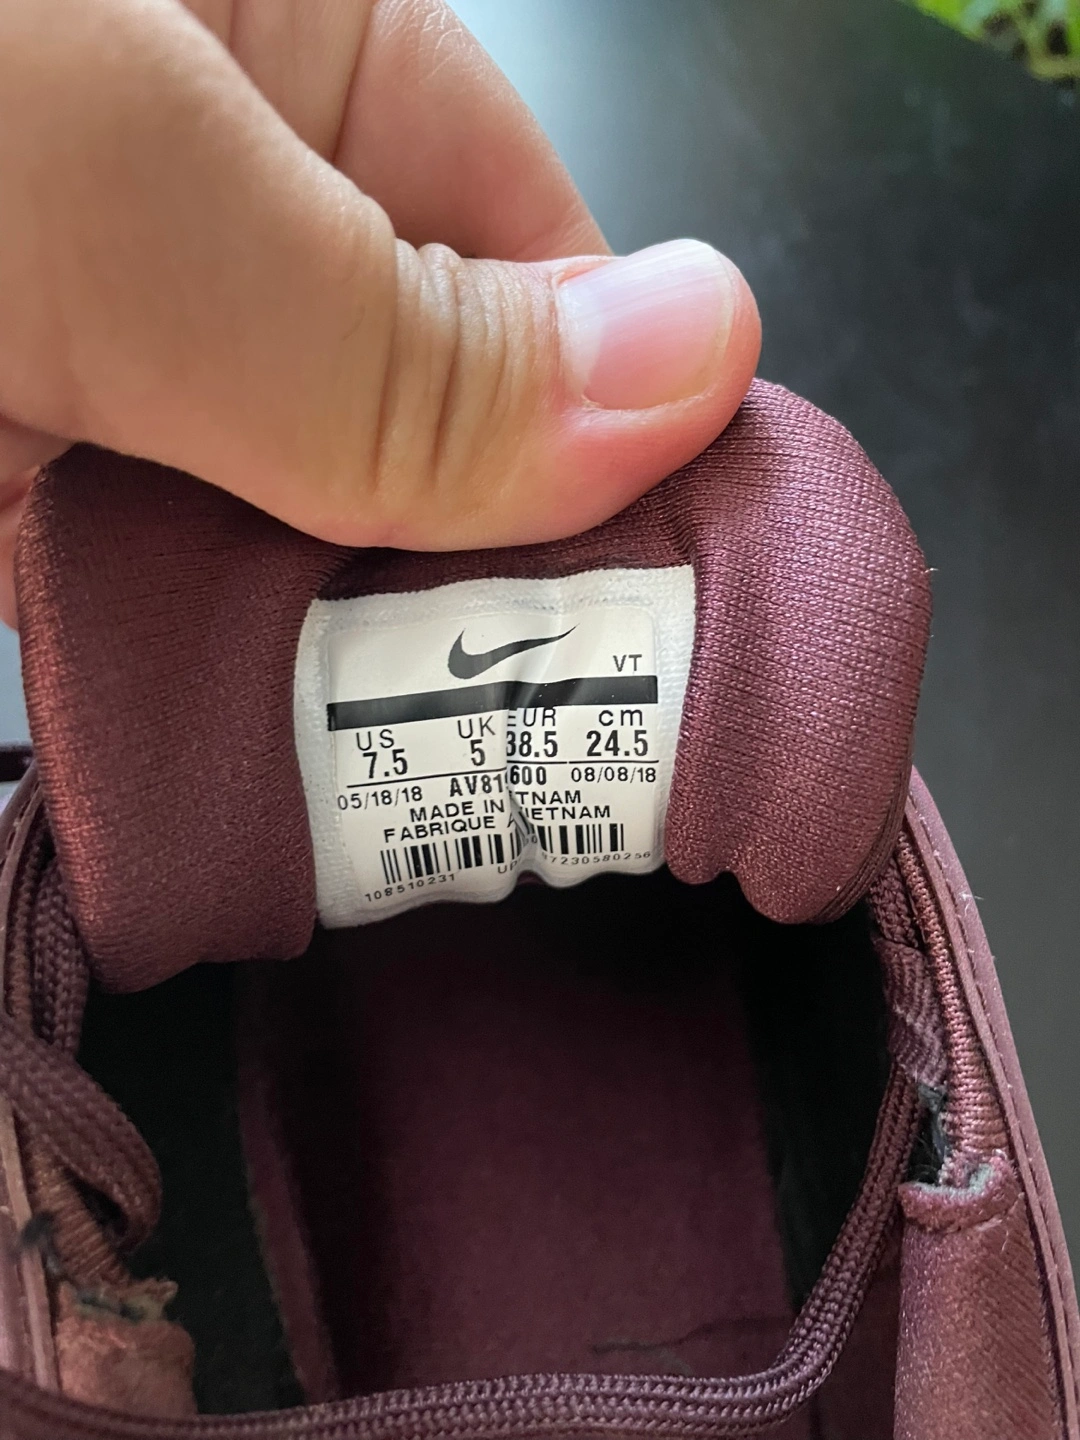 VT
US UK EUR cm
7.5 5 38.5 24.5
05/18/18 08/08/18
MADE IN
FABRIQUE
108510231